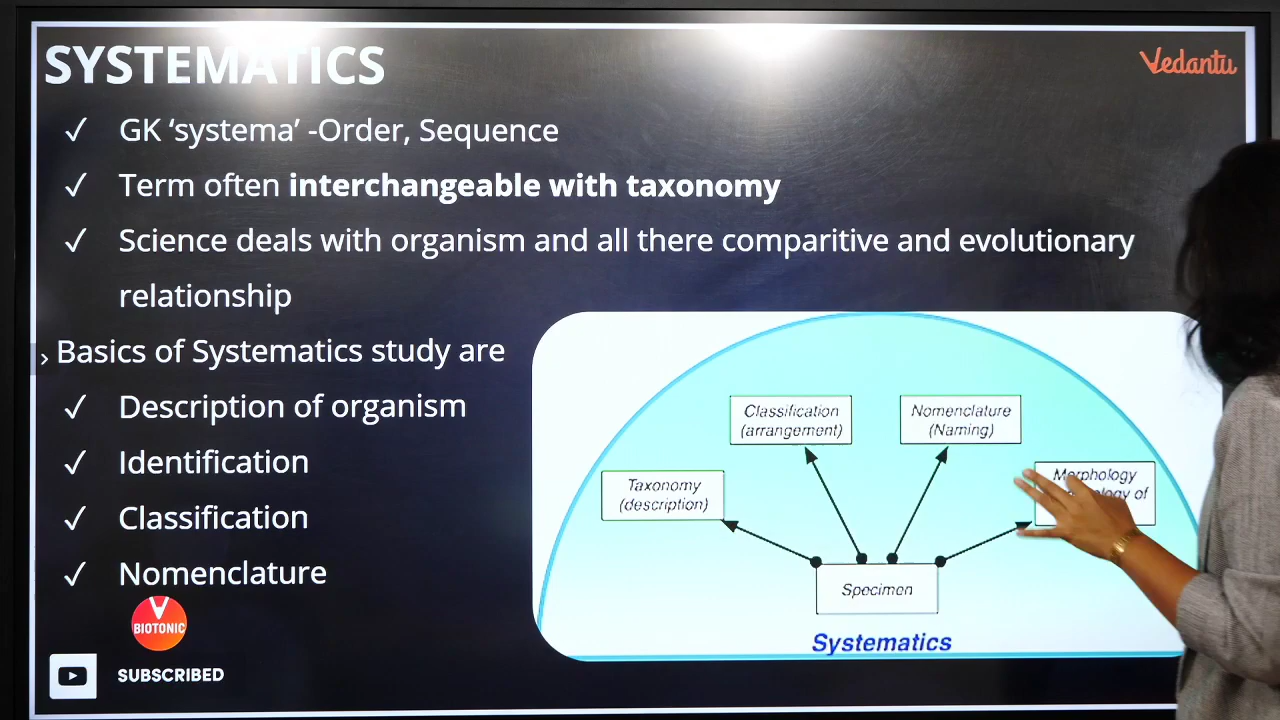 SYSTEMATICS
Vedantu
✓ GK ‘systema’ -Order, Sequence
✓ Term often interchangeable with taxonomy
✓ Science deals with organism and all there comparitive and evolutionary
relationship
› Basics of Systematics study are
✓ Description of organism
✓ Identification
✓ Classification
✓ Nomenclature
BIOTONIC
SUBSCRIBED
Classification
(arrangement)
Nomenclature
(Naming)
Taxonomy
(description)
Morphology
of
Specimen
Systematics